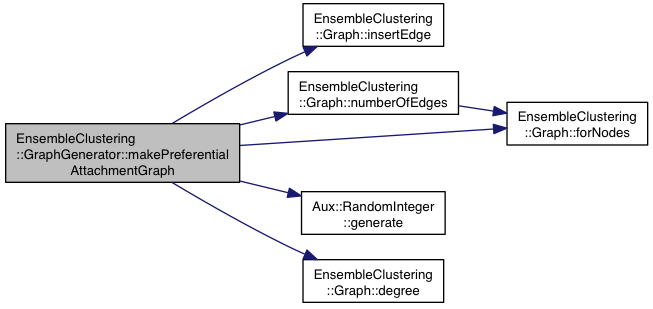 EnsembleClustering
::Graph::insertEdge
EnsembleClustering
::Graph::numberOfEdges
EnsembleClustering
::Graph::forNodes
EnsembleClustering
::GraphGenerator::makePreferential
AttachmentGraph
Aux::RandomInteger
::generate
EnsembleClustering
::Graph::degree